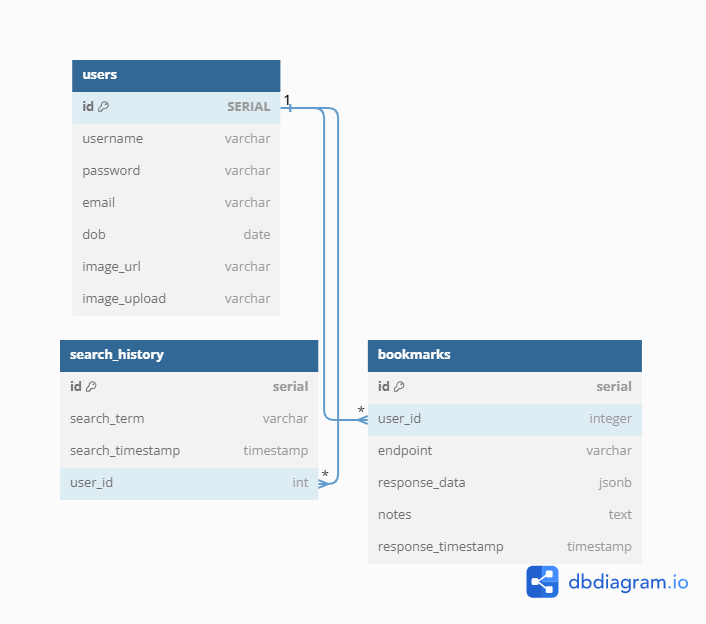 users
id SERIAL
1
username varchar
password varchar
email varchar
dob date
image_url varchar
image_upload varchar
search_history
id serial
search_term varchar
search_timestamp timestamp
*
user_id int
bookmarks
id serial
*
user_id integer
endpoint varchar
response_data jsonb
notes text
response_timestamp timestamp
dbdiagram.io